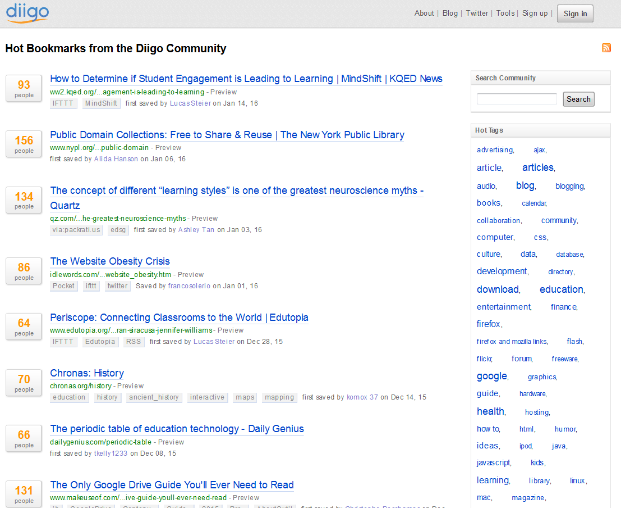 diigo
About | Blog | Twitter | Tools | Sign up | Sign In
Hot Bookmarks from the Diigo Community
93
people
How to Determine if Student Engagement is Leading to Learning | MindShift | KQED News
ww2.kqed.org/...agement-is-leading-to-learning - Preview
IFTTT MindShift first saved by Lucas Steier on Jan 14, 16
156
people
Public Domain Collections: Free to Share & Reuse | The New York Public Library
www.nypl.org/...public-domain - Preview
first saved by Alida Hanson on Jan 06, 16
134
people
The concept of different “learning styles” is one of the greatest neuroscience myths -
Quartz
qz.com/...he-greatest-neuroscience-myths - Preview
via:packrati.us edsg first saved by Ashley Tan on Jan 03, 16
86
people
The Website Obesity Crisis
idlewords.com/...website_obesity.htm - Preview
Pocket ifttt twitter Saved by francosolerio on Jan 01, 16
64
people
Periscope: Connecting Classrooms to the World | Edutopia
www.edutopia.org/...ran-siracusa-jennifer-williams - Preview
IFTTT Edutopia RSS first saved by Lucas Steier on Dec 28, 15
70
people
Chronas: History
chronas.org/history - Preview
education history ancient_history interactive maps mapping first saved by komox 37 on Dec 14, 15
66
people
The periodic table of education technology - Daily Genius
dailygenius.com/periodic-table - Preview
first saved by tkelly1233 on Dec 08, 15
131
people
The Only Google Drive Guide You'll Ever Need to Read
www.makeuseof.com/...ive-guide-youll-ever-need-to-read - Preview
Search Community
Search
Hot Tags
advertising, ajax,
article, articles,
audio, blog, blogging,
books, calendar,
collaboration, community,
computer, css,
culture, data, database,
development, directory,
download, education,
entertainment, finance,
firefox,
firefox and mozilla links, flash,
flickr, forum, freeware,
google, graphics,
guide, hardware,
health, hosting,
how to, html, humor,
ideas, ipod, java,
javascript, kids,
learning, library, linux,
mac, magazine,